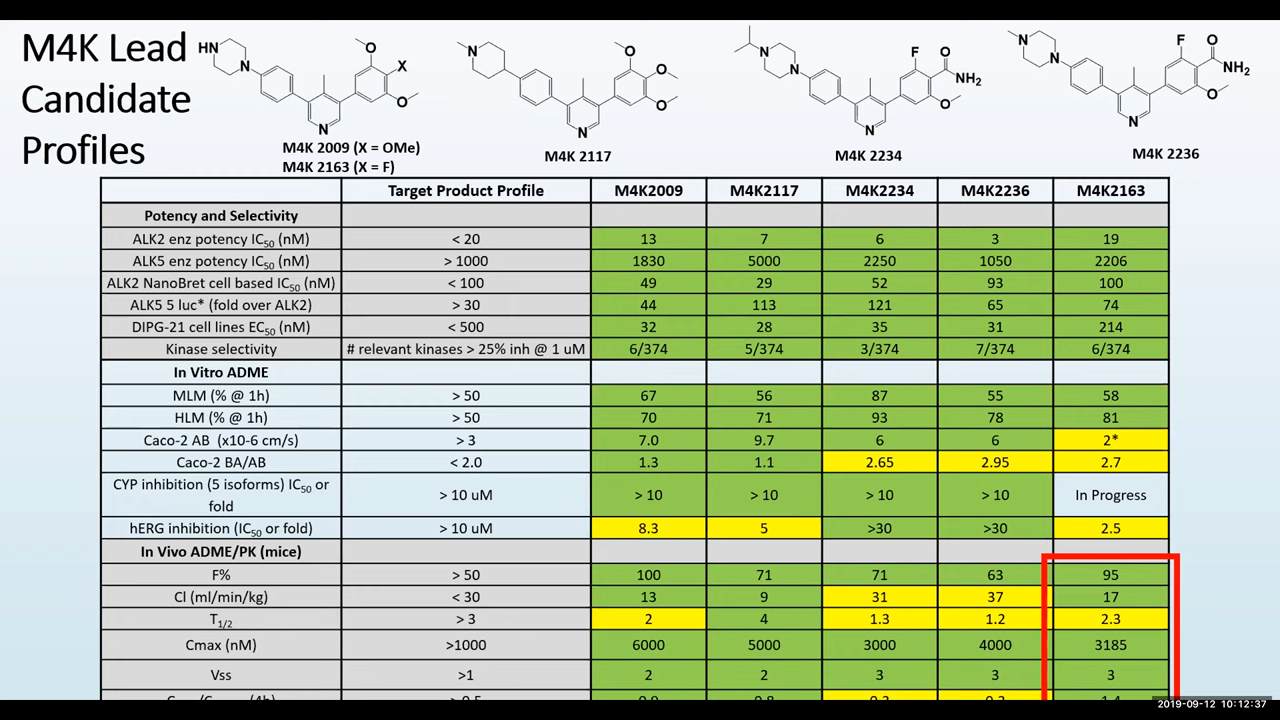 M4K Lead
Candidate
Profiles
HN
N
O
X
O
N
M4K 2009 (X = OMe)
M4K 2163 (X = F)
N
O
O
O
N
M4K 2117
N
N
F
O
NH2
O
N
M4K 2234
N
N
F
O
NH2
O
N
M4K 2236
Target Product Profile M4K2009 M4K2117 M4K2234 M4K2236 M4K2163
Potency and Selectivity
ALK2 enz potency IC50 (nM) < 20 13 7 6 3 19
ALK5 enz potency IC50 (nM) > 1000 1830 5000 2250 1050 2206
ALK2 NanoBret cell based IC50 (nM) < 100 49 29 52 93 100
ALK5 5 luc* (fold over ALK2) > 30 44 113 121 65 74
DIPG-21 cell lines EC50 (nM) < 500 32 28 35 31 214
Kinase selectivity # relevant kinases > 25% inh @ 1 uM 6/374 5/374 3/374 7/374 6/374
In Vitro ADME
MLM (% @ 1h) > 50 67 56 87 55 58
HLM (% @ 1h) > 50 70 71 93 78 81
Caco-2 AB (x10-6 cm/s) > 3 7.0 9.7 6 6 2*
Caco-2 BA/AB < 2.0 1.3 1.1 2.65 2.95 2.7
CYP inhibition (5 isoforms) IC50 or
fold > 10 uM > 10 > 10 > 10 > 10 In Progress
hERG inhibition (IC50 or fold) > 10 uM 8.3 5 >30 >30 2.5
In Vivo ADME/PK (mice)
F% > 50 100 71 71 63 95
Cl (ml/min/kg) < 30 13 9 31 37 17
T1/2 > 3 2 4 1.3 1.2 2.3
Cmax (nM) >1000 6000 5000 3000 4000 3185
Vss >1 2 2 3 3 3
2019-09-12 10:12:37